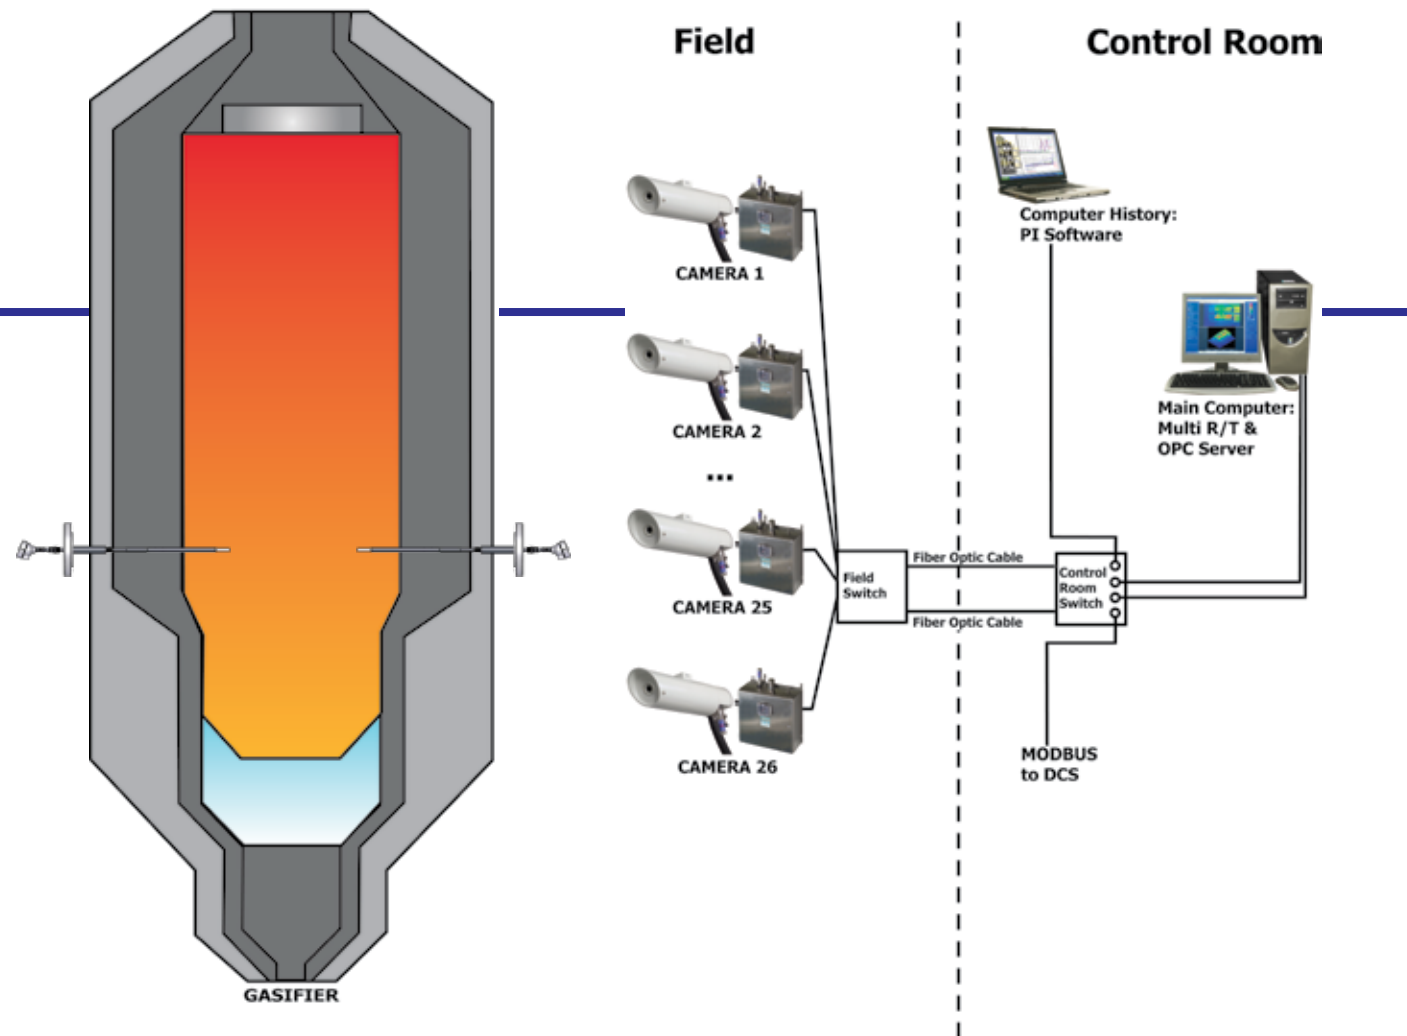 Field
Control Room
Computer History:
PI Software
CAMERA 1
Main Computer:
Multi R/T &
OPC Server
CAMERA 2
...
CAMERA 25
Field
Switch
Fiber Optic Cable
Fiber Optic Cable
Control
Room
Switch
CAMERA 26
MODBUS
to DCS
GASIFIER